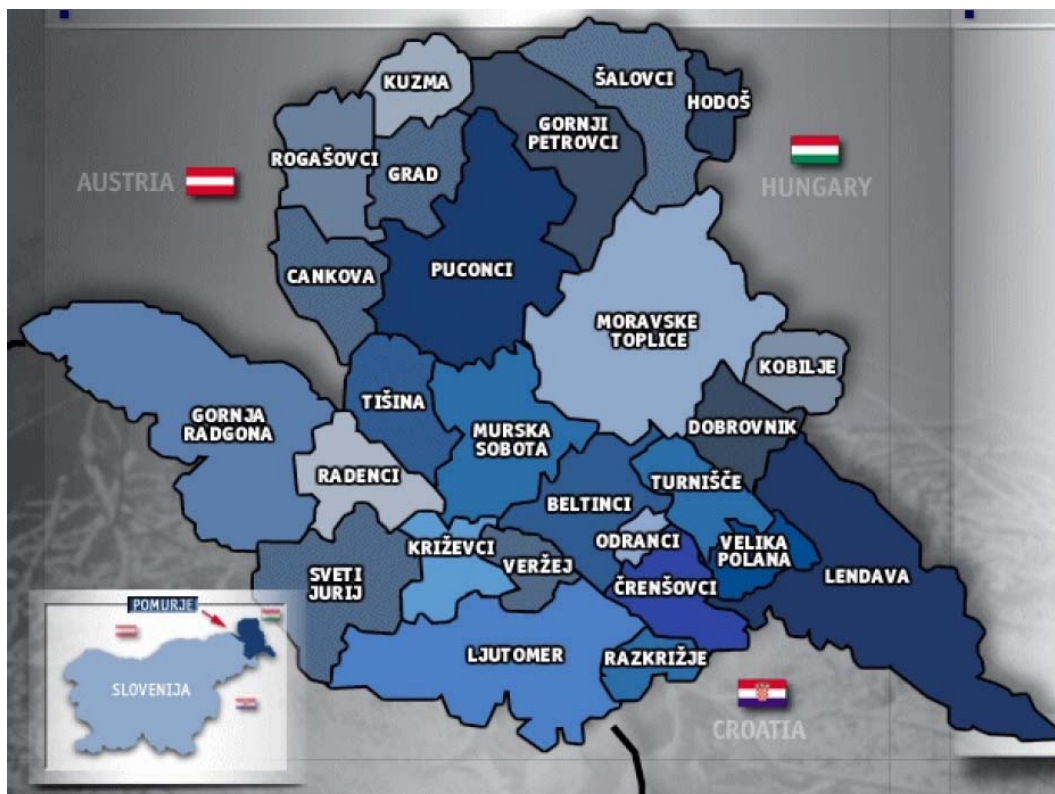 KUZMA
ŠALOVCI
HODOŠ
GORNJI
PETROVCI
ROGAŠOVCI
GRAD
AUSTRIA
HUNGARY
CANKOVA
PUCONCI
MORAVSKE
TOPLICE
KOBILJE
TIŠINA
GORNJA
RADGONA
MURSKA
SOBOTA
DOBROVNIK
RADENCI
TURNIŠČE
BELTINCI
ODRANCI
VELIKA
POLANA
KRIŽEVCI
VERŽEJ
SVETI
JURIJ
ČRENŠOVCI
LENDAVA
LJUTOMER
RAZKRIŽJE
CROATIA
POMURJE
SLOVENIJA